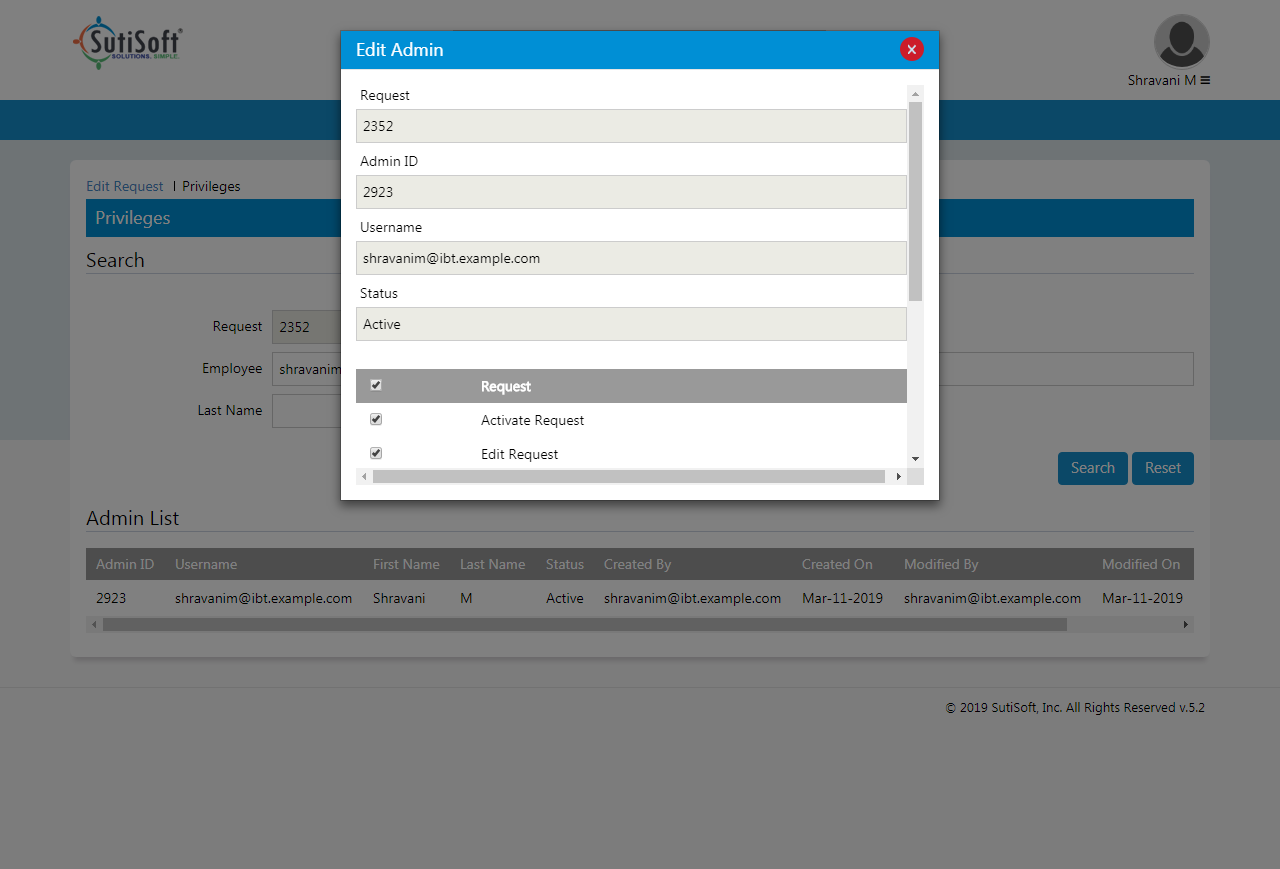 SutiSoft®
SOLUTIONS. SIMPLE.
Shravani M
Edit Request | Privileges
Privileges
Search
Request 2352
Employee shravanim
Last Name
Edit Admin
Request
2352
Admin ID
2923
Username
shravanim@ibt.example.com
Status
Active
Request
Activate Request
Edit Request
Search Reset
Admin List
Admin ID Username First Name Last Name Status Created By Created On Modified By Modified On
2923 shravanim@ibt.example.com Shravani M Active shravanim@ibt.example.com Mar-11-2019 shravanim@ibt.example.com Mar-11-2019
© 2019 SutiSoft, Inc. All Rights Reserved v.5.2